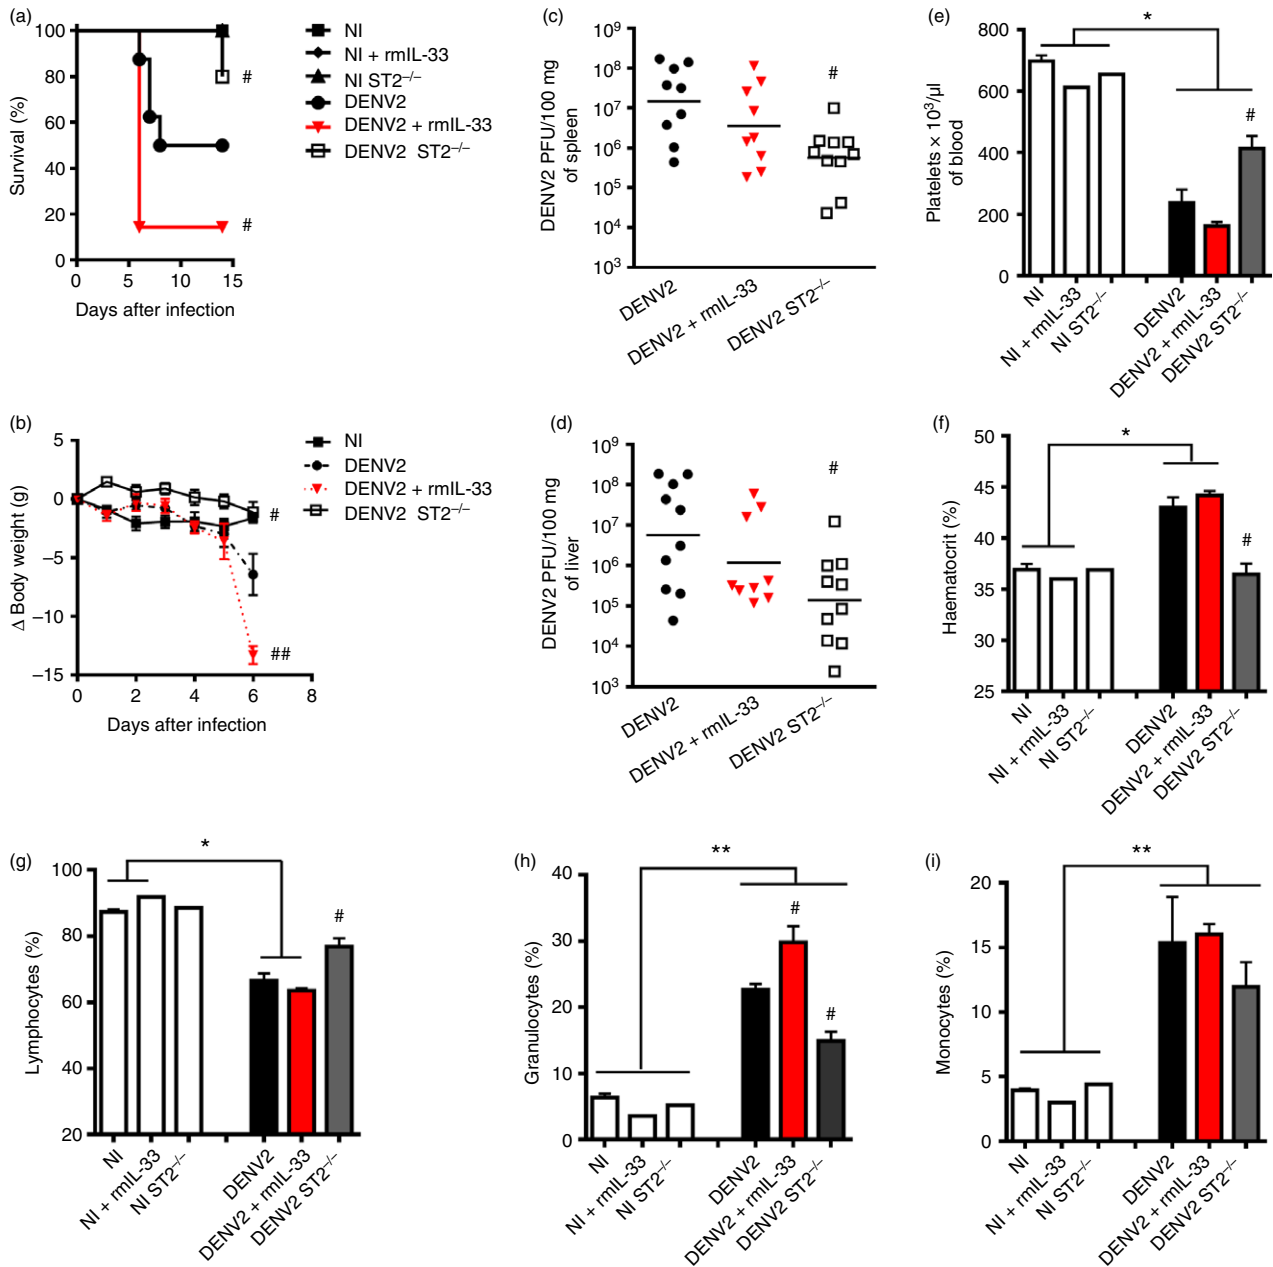 (a)
100
80
60
40
20
0
Survival (%)
0 5 10 15
Days after infection
#
#
NI
NI + rmIL-33
NI ST2⁻/⁻
DENV2
DENV2 + rmIL-33
DENV2 ST2⁻/⁻
(c)
10⁹
10⁸
10⁷
10⁶
10⁵
10⁴
10³
DENV2 PFU/100 mg
of spleen
#
DENV2
DENV2 + rmIL-33
DENV2 ST2⁻/⁻
(e)
800
600
400
200
0
Platelets × 10³/µl
of blood
*
#
NI
NI + rmIL-33
NI ST2⁻/⁻
DENV2
DENV2 + rmIL-33
DENV2 ST2⁻/⁻
(b)
5
0
–5
–10
–15
Δ Body weight (g)
0 2 4 6 8
Days after infection
#
##
NI
DENV2
DENV2 + rmIL-33
DENV2 ST2⁻/⁻
(d)
10⁹
10⁸
10⁷
10⁶
10⁵
10⁴
10³
DENV2 PFU/100 mg
of liver
#
DENV2
DENV2 + rmIL-33
DENV2 ST2⁻/⁻
(f)
50
45
40
35
30
25
Haematocrit (%)
*
#
NI
NI + rmIL-33
NI ST2⁻/⁻
DENV2
DENV2 + rmIL-33
DENV2 ST2⁻/⁻
(g)
100
80
60
40
20
Lymphocytes (%)
*
#
NI
NI + rmIL-33
NI ST2⁻/⁻
DENV2
DENV2 + rmIL-33
DENV2 ST2⁻/⁻
(h)
40
30
20
10
0
Granulocytes (%)
**
#
#
NI
NI + rmIL-33
NI ST2⁻/⁻
DENV2
DENV2 + rmIL-33
DENV2 ST2⁻/⁻
(i)
20
15
10
5
0
Monocytes (%)
**
NI
NI + rmIL-33
NI ST2⁻/⁻
DENV2
DENV2 + rmIL-33
DENV2 ST2⁻/⁻